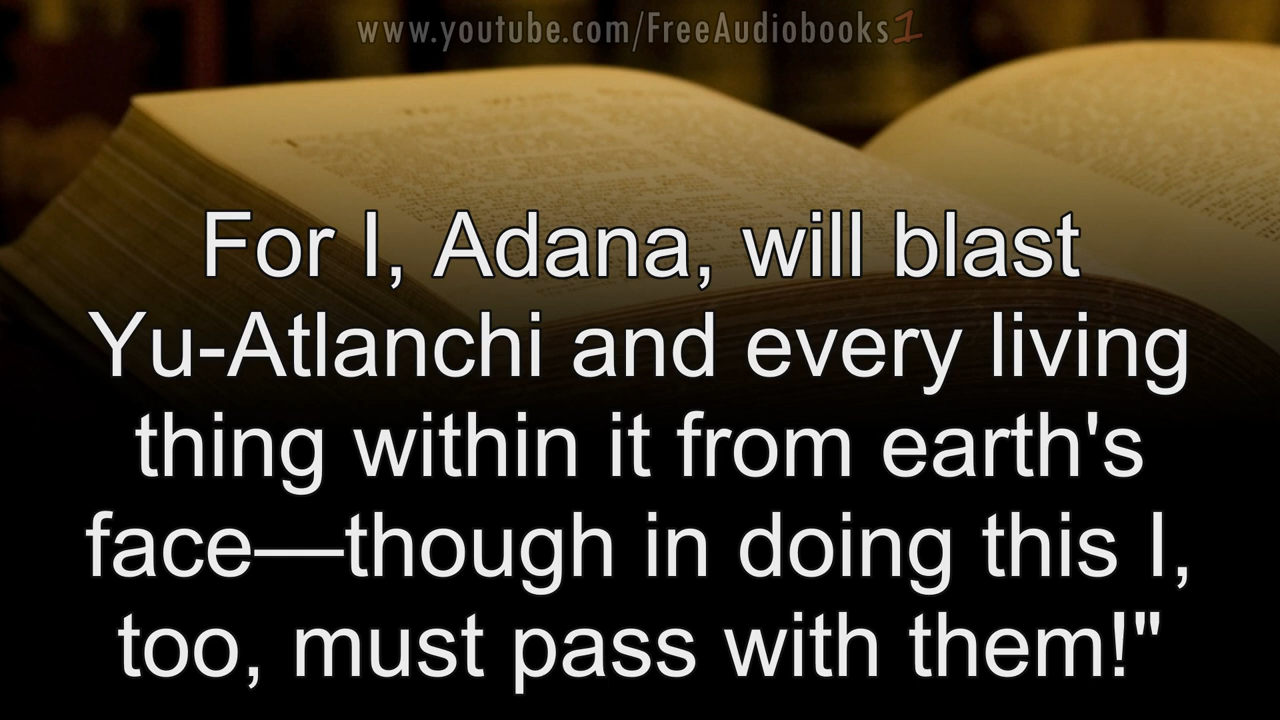 www.youtube.com/FreeAudiobooks1
For I, Adana, will blast
Yu-Atlanchi and every living
thing within it from earth's
face—though in doing this I,
too, must pass with them!"